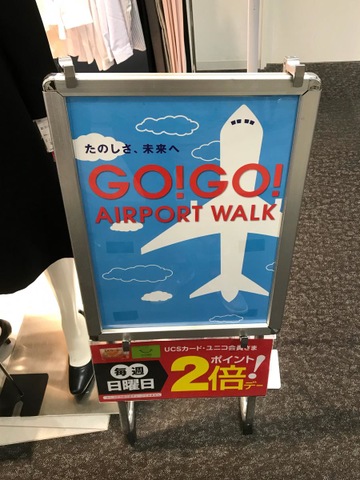 たのしさ、未来へ
GO!GO!
AIRPORT WALK
UCSカード・ユニコ会員さま
毎週
日曜日
ポイント
2倍!
デー